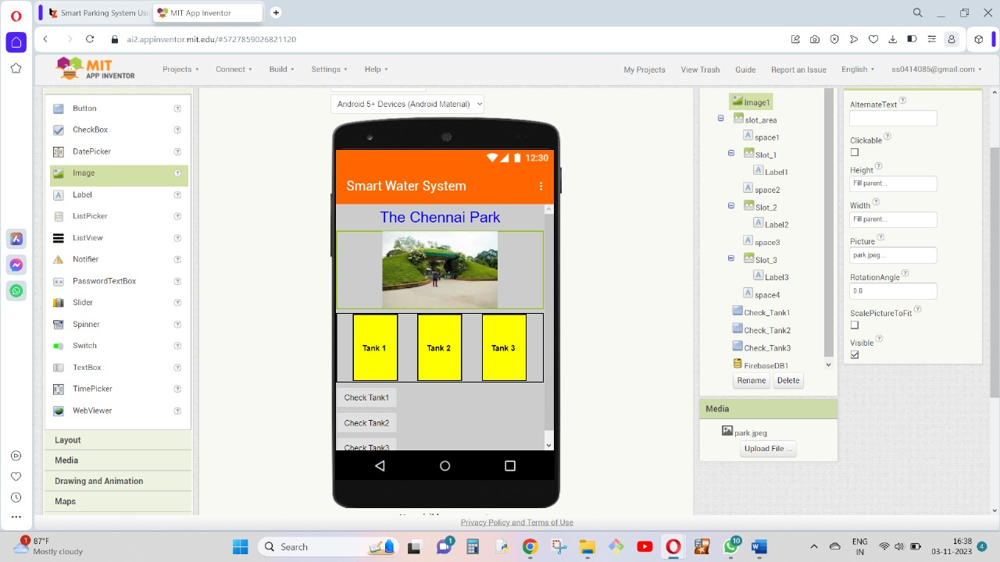 Smart Parking System Usi
MIT App Inventor
ai2.appinventor.mit.edu/#5727859026821120
MIT
APP INVENTOR
Projects
Connect
Build
Settings
Help
My Projects
View Trash
Guide
Report an Issue
English
ss0414085@gmail.com
Button
CheckBox
DatePicker
Image
Label
ListPicker
ListView
Notifier
PasswordTextBox
Slider
Spinner
Switch
TextBox
TimePicker
WebViewer
Layout
Media
Drawing and Animation
Maps
Android 5+ Devices (Android Material)
12:30
Smart Water System
The Chennai Park
Tank 1
Tank 2
Tank 3
Check Tank1
Check Tank2
Check Tank3
Privacy Policy and Terms of Use
Image1
slot_area
space1
Slot_1
Label1
space2
Slot_2
Label2
space3
Slot_3
Label3
space4
Check_Tank1
Check_Tank2
Check_Tank3
FirebaseDB1
Rename
Delete
Media
park.jpeg
Upload File ...
AlternateText
Clickable
Height
Fill parent...
Width
Fill parent...
Picture
park.jpeg...
RotationAngle
0.0
ScalePictureToFit
Visible
1
87°F
Mostly cloudy
Search
1
10
ENG
IN
16:38
03-11-2023
4